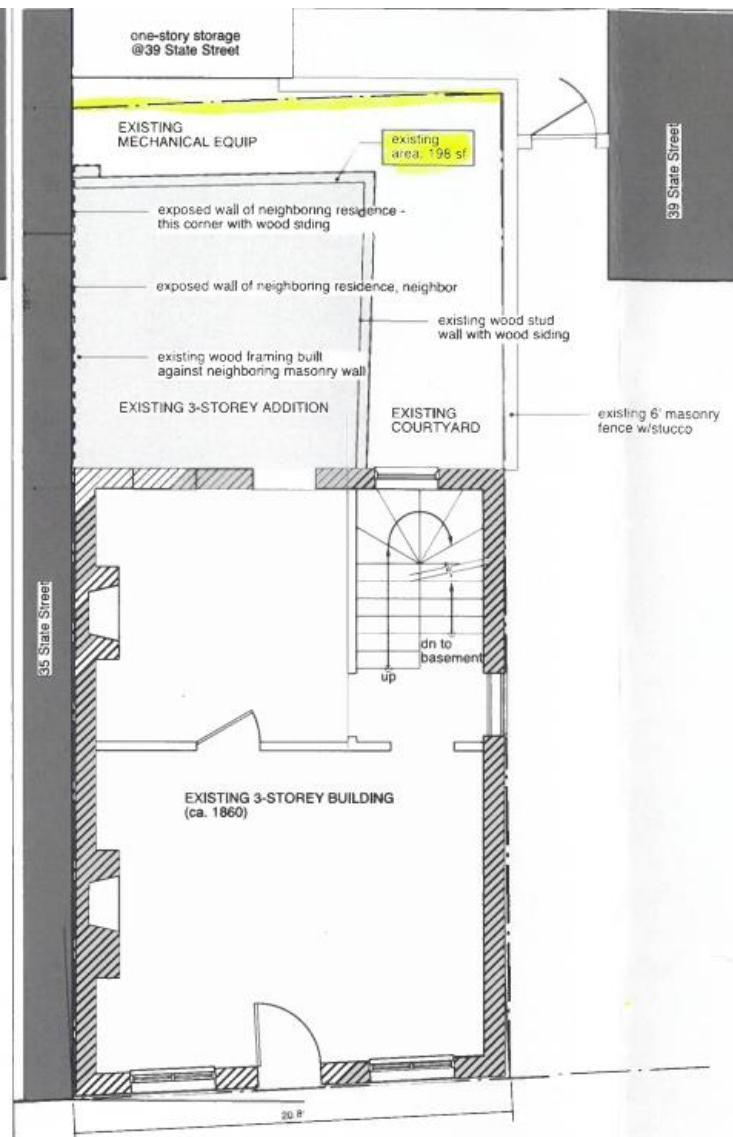 one-story storage
@39 State Street
EXISTING
MECHANICAL EQUIP
existing
area: 198 sf
39 State Street
exposed wall of neighboring residence -
this corner with wood siding
exposed wall of neighboring residence, neighbor
existing wood stud
wall with wood siding
existing wood framing built
against neighboring masonry wall
EXISTING 3-STOREY ADDITION
EXISTING
COURTYARD
existing 6' masonry
fence w/stucco
35 State Street
dn to
basement
up
EXISTING 3-STOREY BUILDING
(ca. 1860)
20.8'